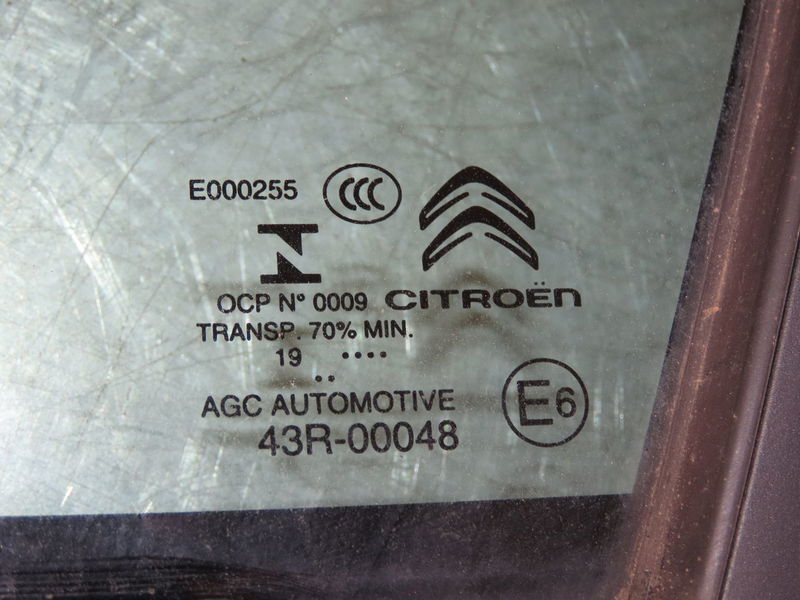 E000255 CCC
OCP N° 0009 CITROËN
TRANSP. 70% MIN.
19 ....
..
AGC AUTOMOTIVE
43R-00048 E6